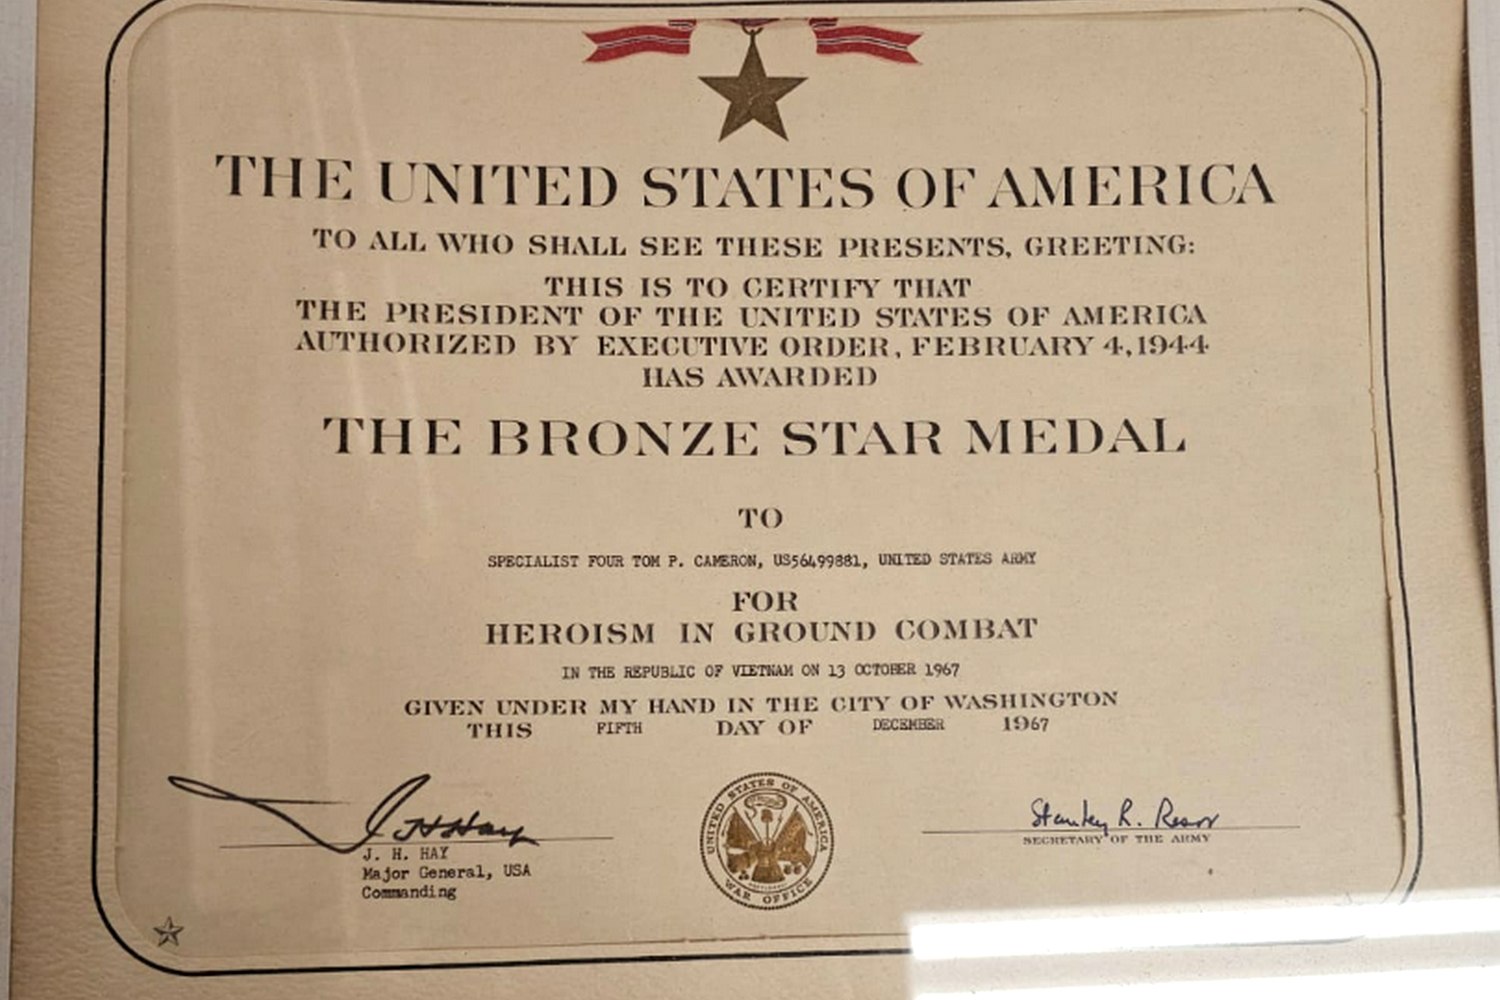 THE UNITED STATES OF AMERICA
TO ALL WHO SHALL SEE THESE PRESENTS, GREETING:
THIS IS TO CERTIFY THAT
THE PRESIDENT OF THE UNITED STATES OF AMERICA
AUTHORIZED BY EXECUTIVE ORDER, FEBRUARY 4, 1944
HAS AWARDED
THE BRONZE STAR MEDAL
TO
SPECIALIST FOUR TOM P. CAMERON, US56499881, UNITED STATES ARMY
FOR
HEROISM IN GROUND COMBAT
IN THE REPUBLIC OF VIETNAM ON 13 OCTOBER 1967
GIVEN UNDER MY HAND IN THE CITY OF WASHINGTON
THIS FIFTH DAY OF DECEMBER 1967
J H Hay
J. H. HAY
Major General, USA
Commanding
UNITED STATES OF AMERICA
WAR OFFICE
Stanley R. Resor
SECRETARY OF THE ARMY